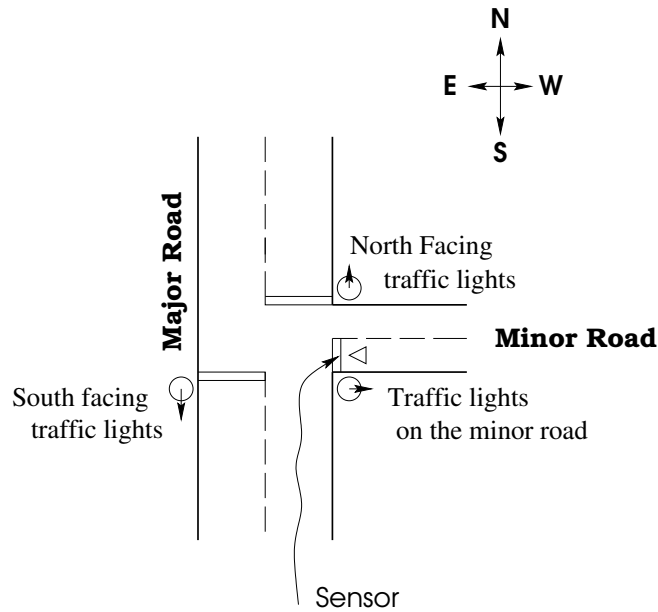 N
E W
S
Major Road
North Facing
traffic lights
Minor Road
South facing
traffic lights
Traffic lights
on the minor road
Sensor